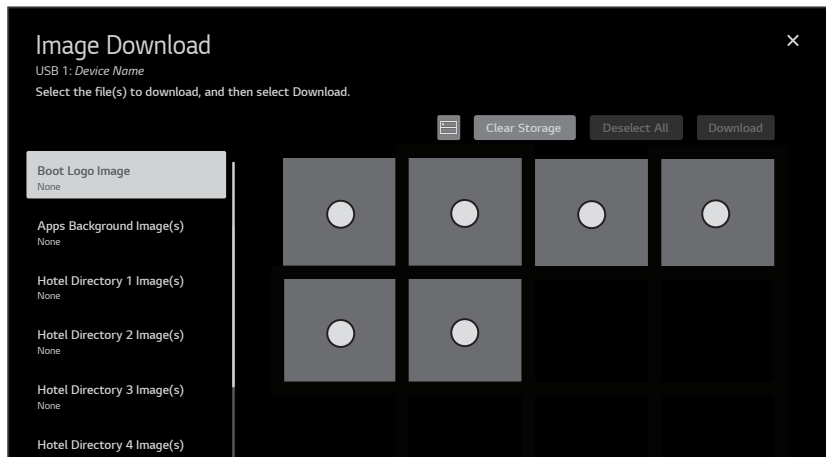 Image Download
USB 1: Device Name
Select the file(s) to download, and then select Download.
Clear Storage
Deselect All
Download
Boot Logo Image
None
Apps Background Image(s)
None
Hotel Directory 1 Image(s)
None
Hotel Directory 2 Image(s)
None
Hotel Directory 3 Image(s)
None
Hotel Directory 4 Image(s)